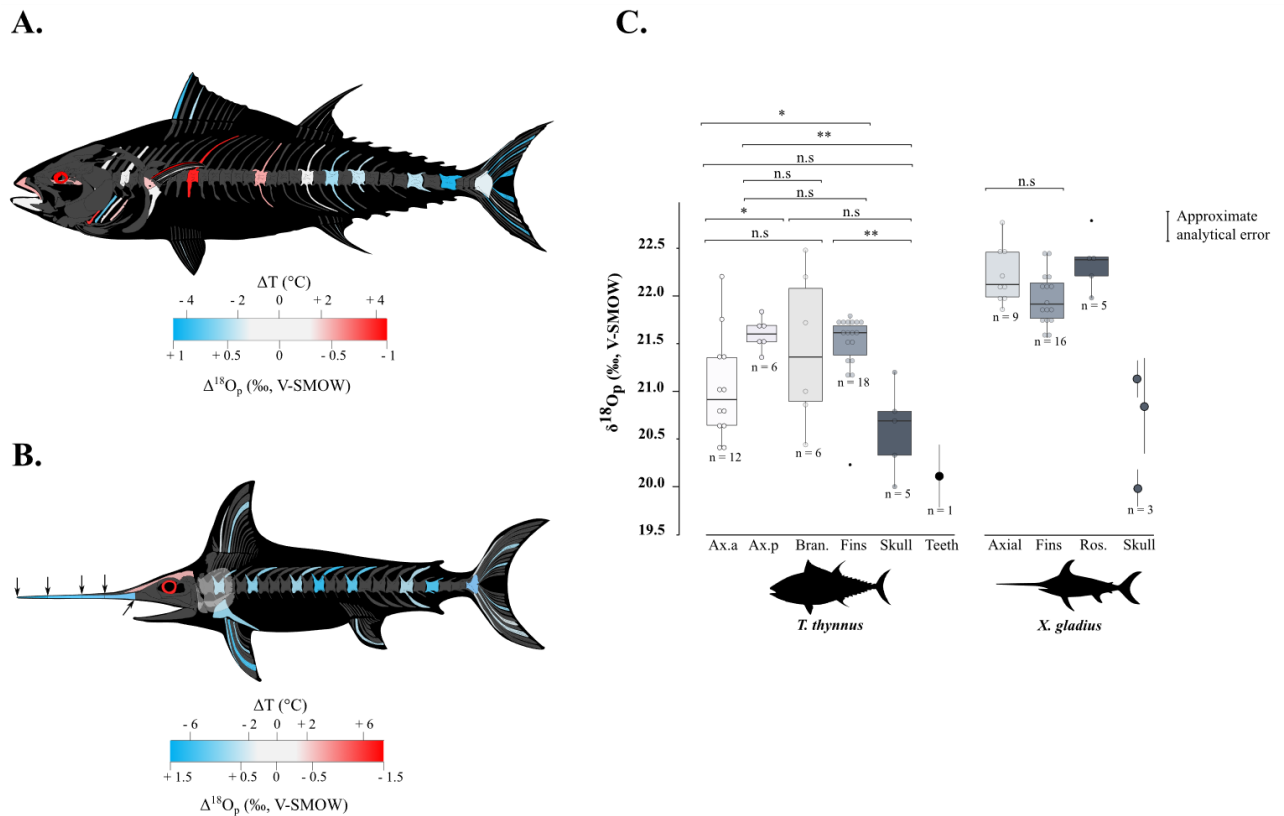 A.
ΔT (°C)
- 4 - 2 0 + 2 + 4
+ 1 + 0.5 0 - 0.5 - 1
Δ¹⁸Oₚ (‰, V-SMOW)
B.
ΔT (°C)
- 6 - 2 0 + 2 + 6
+ 1.5 + 0.5 0 - 0.5 - 1.5
Δ¹⁸Oₚ (‰, V-SMOW)
C.
*
**
n.s
n.s
n.s
* n.s
n.s **
n.s
Approximate
analytical error
δ¹⁸Oₚ (‰, V-SMOW)
22.5
22.0
21.5
21.0
20.5
20.0
19.5
n = 12
n = 6
n = 6
n = 18
n = 5
n = 1
n = 9
n = 16
n = 5
n = 3
Ax.a Ax.p Bran. Fins Skull Teeth Axial Fins Ros. Skull
T. thynnus X. gladius